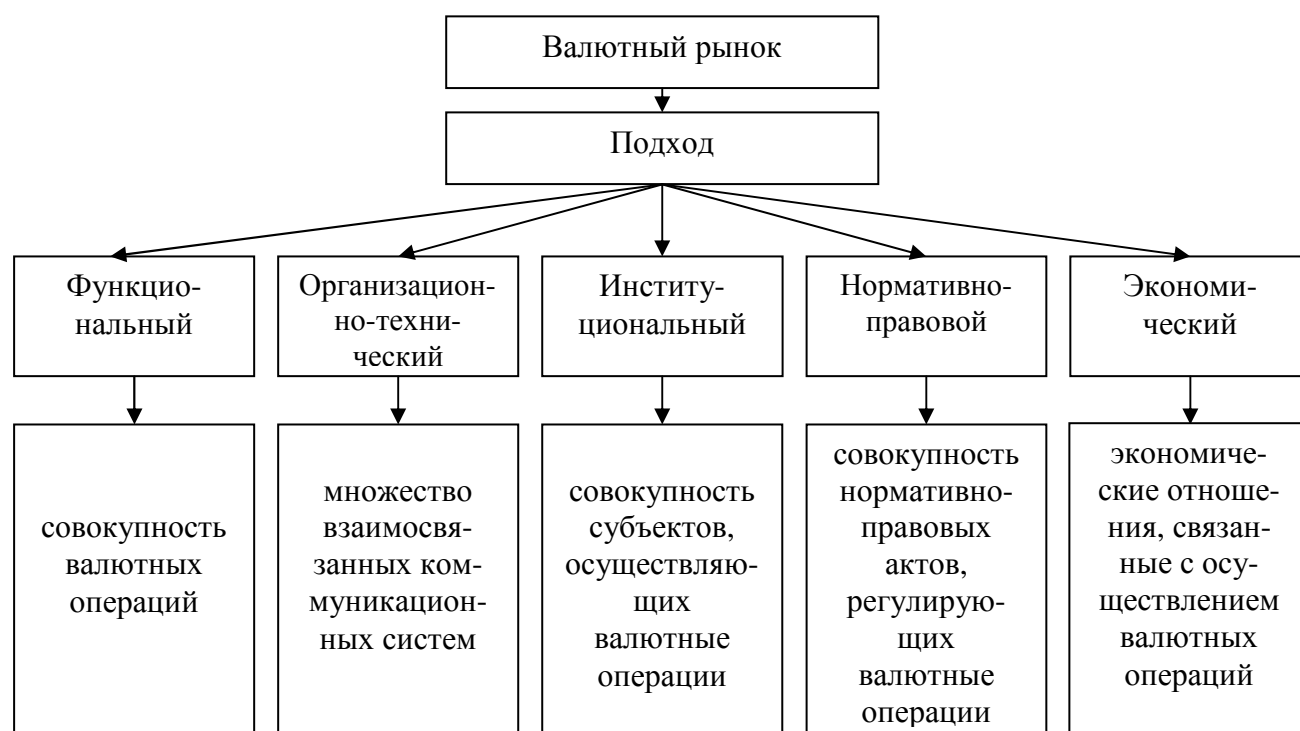 Валютный рынок
Подход
Функцио-
нальный
Организацион-
но-техни-
ческий
Институ-
циональный
Нормативно-
правовой
Экономи-
ческий
совокупность
валютных
операций
множество
взаимосвя-
занных ком-
муникацион-
ных систем
совокупность
субъектов,
осуществляю-
щих
валютные
операции
совокупность
нормативно-
правовых
актов,
регулирую-
щих
валютные
операции
экономиче-
ские отноше-
ния, связан-
ные с осу-
ществлением
валютных
операций